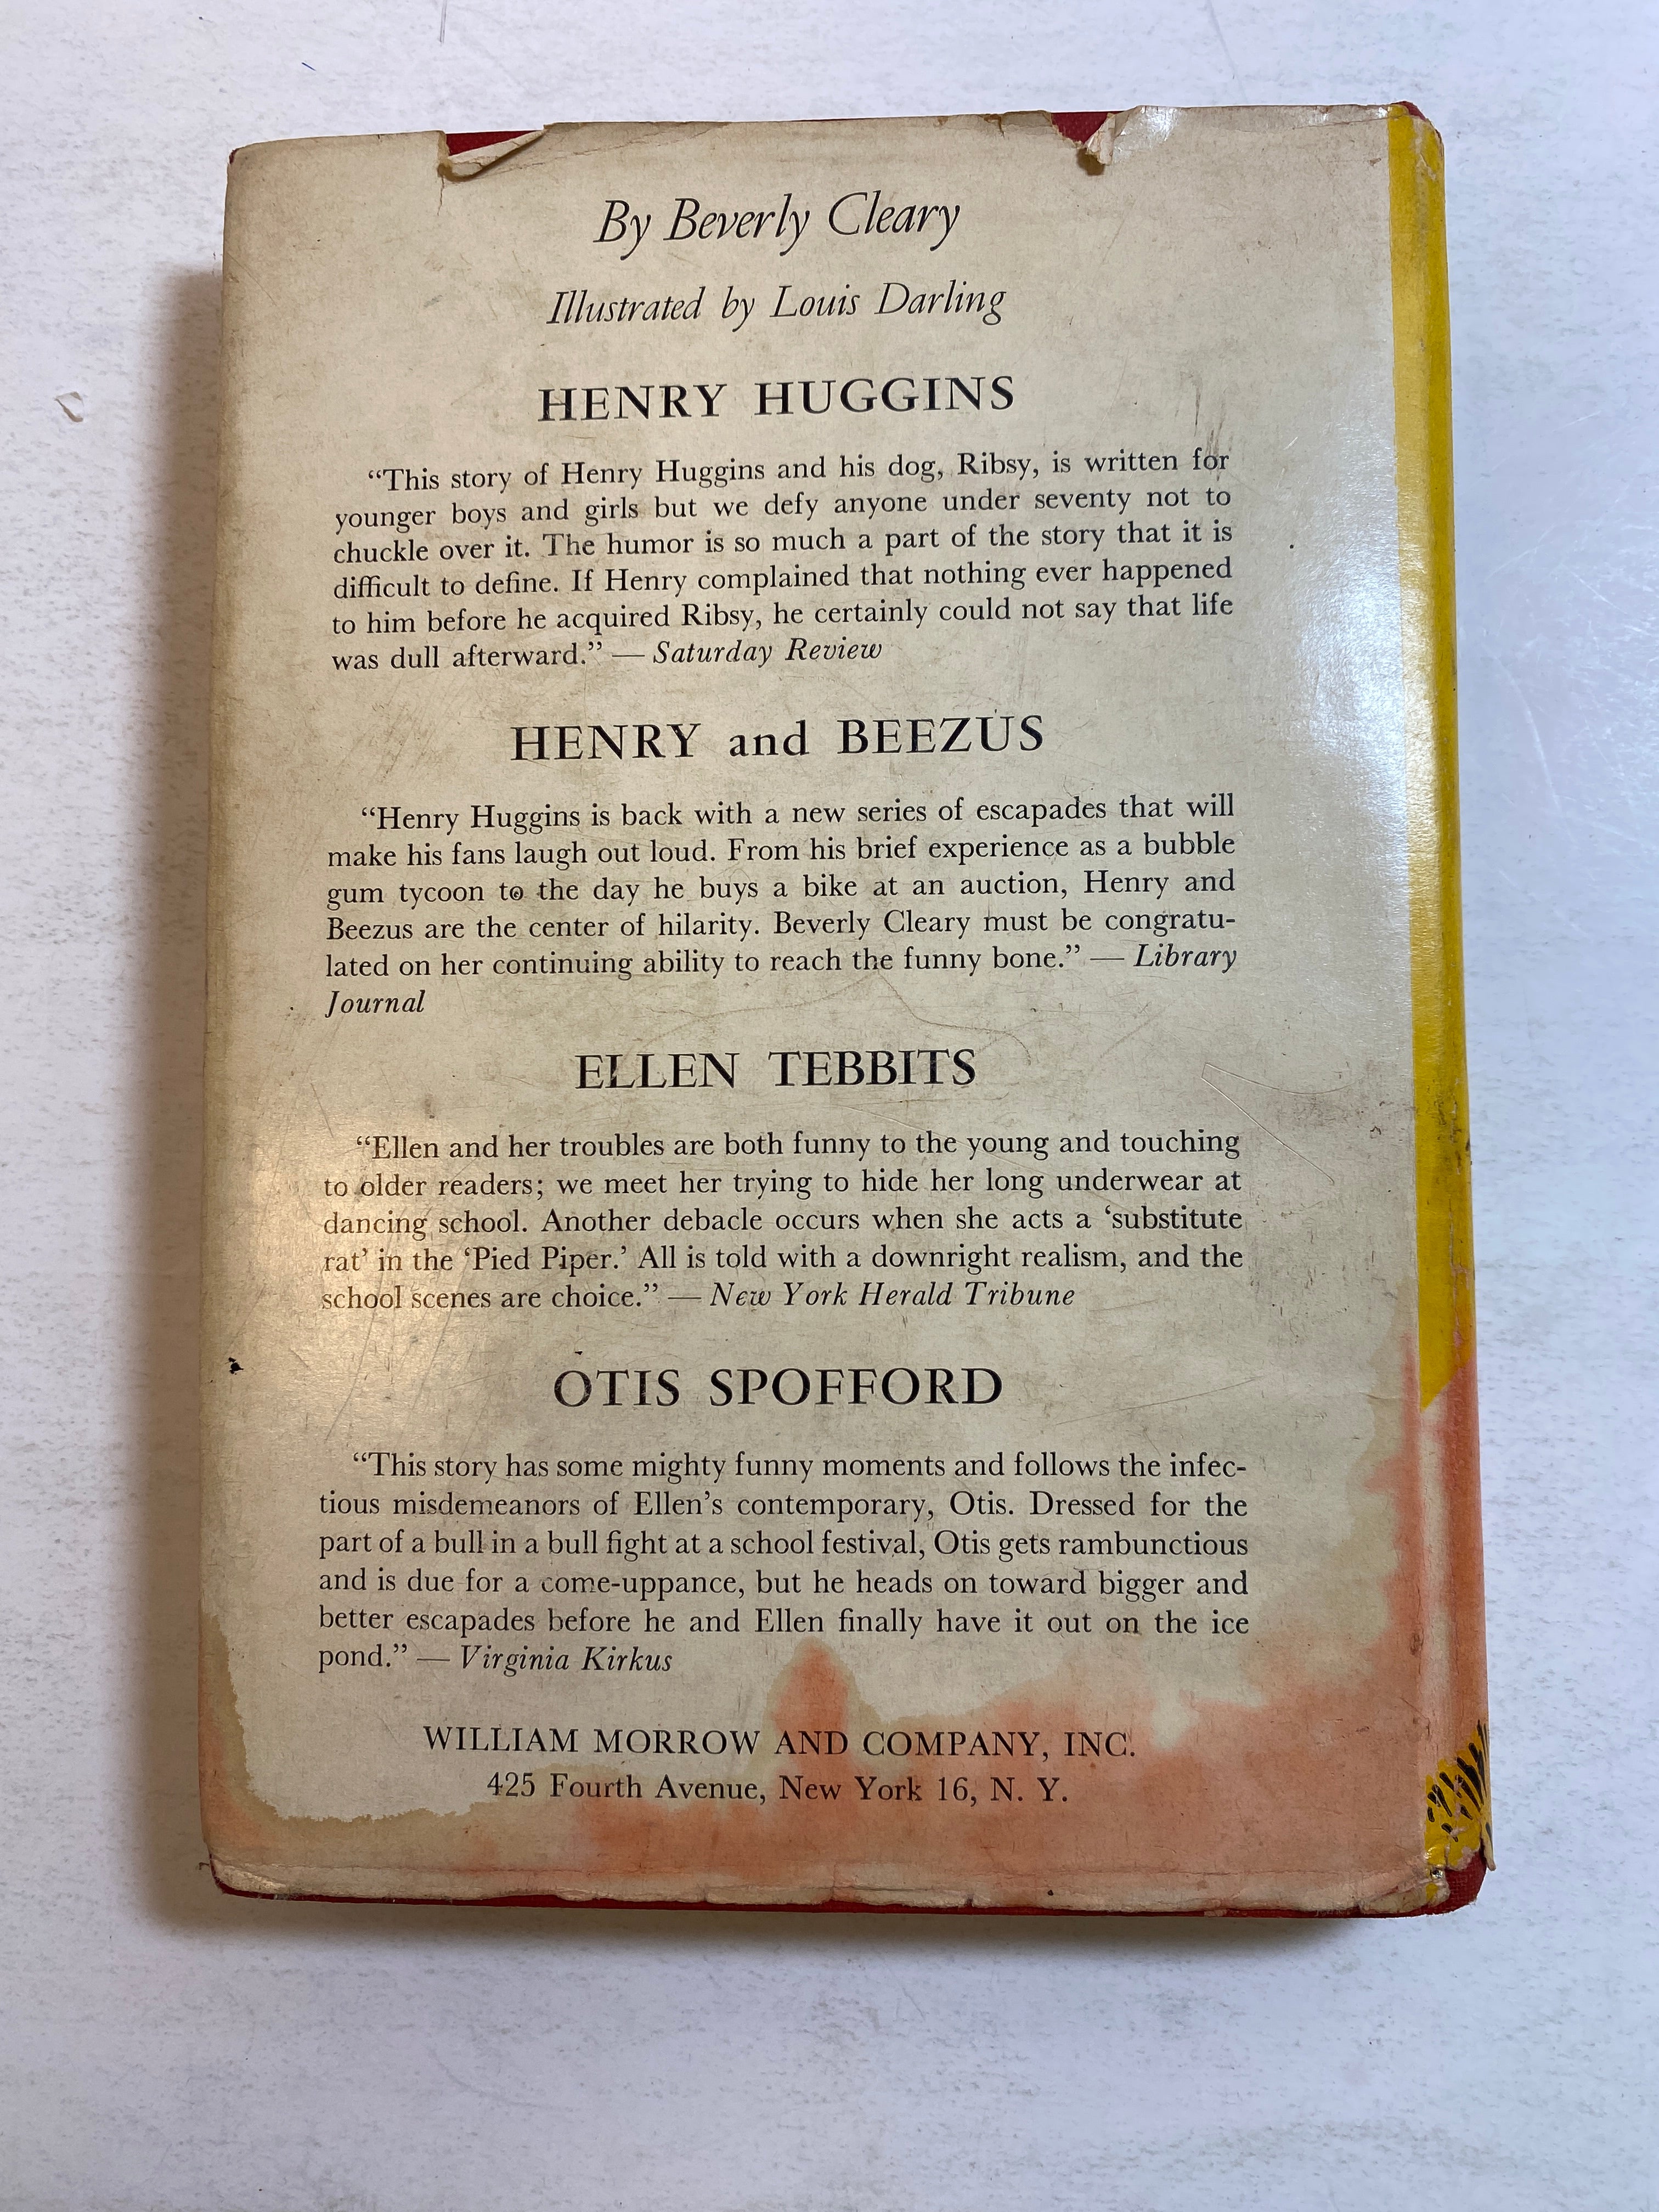 By Beverly Cleary
Illustrated by Louis Darling
HENRY HUGGINS
“This story of Henry Huggins and his dog, Ribsy, is written for
younger boys and girls but we defy anyone under seventy not to
chuckle over it. The humor is so much a part of the story that it is
difficult to define. If Henry complained that nothing ever happened
to him before he acquired Ribsy, he certainly could not say that life
was dull afterward.” — Saturday Review
HENRY and BEEZUS
“Henry Huggins is back with a new series of escapades that will
make his fans laugh out loud. From his brief experience as a bubble
gum tycoon to the day he buys a bike at an auction, Henry and
Beezus are the center of hilarity. Beverly Cleary must be congratu-
lated on her continuing ability to reach the funny bone.” — Library
Journal
ELLEN TEBBITS
“Ellen and her troubles are both funny to the young and touching
to older readers; we meet her trying to hide her long underwear at
dancing school. Another debacle occurs when she acts a ‘substitute
rat’ in the ‘Pied Piper.’ All is told with a downright realism, and the
school scenes are choice.” — New York Herald Tribune
OTIS SPOFFORD
“This story has some mighty funny moments and follows the infec-
tious misdemeanors of Ellen’s contemporary, Otis. Dressed for the
part of a bull in a bull fight at a school festival, Otis gets rambunctious
and is due for a come-uppance, but he heads on toward bigger and
better escapades before he and Ellen finally have it out on the ice
pond.” — Virginia Kirkus
WILLIAM MORROW AND COMPANY, INC.
425 Fourth Avenue, New York 16, N. Y.